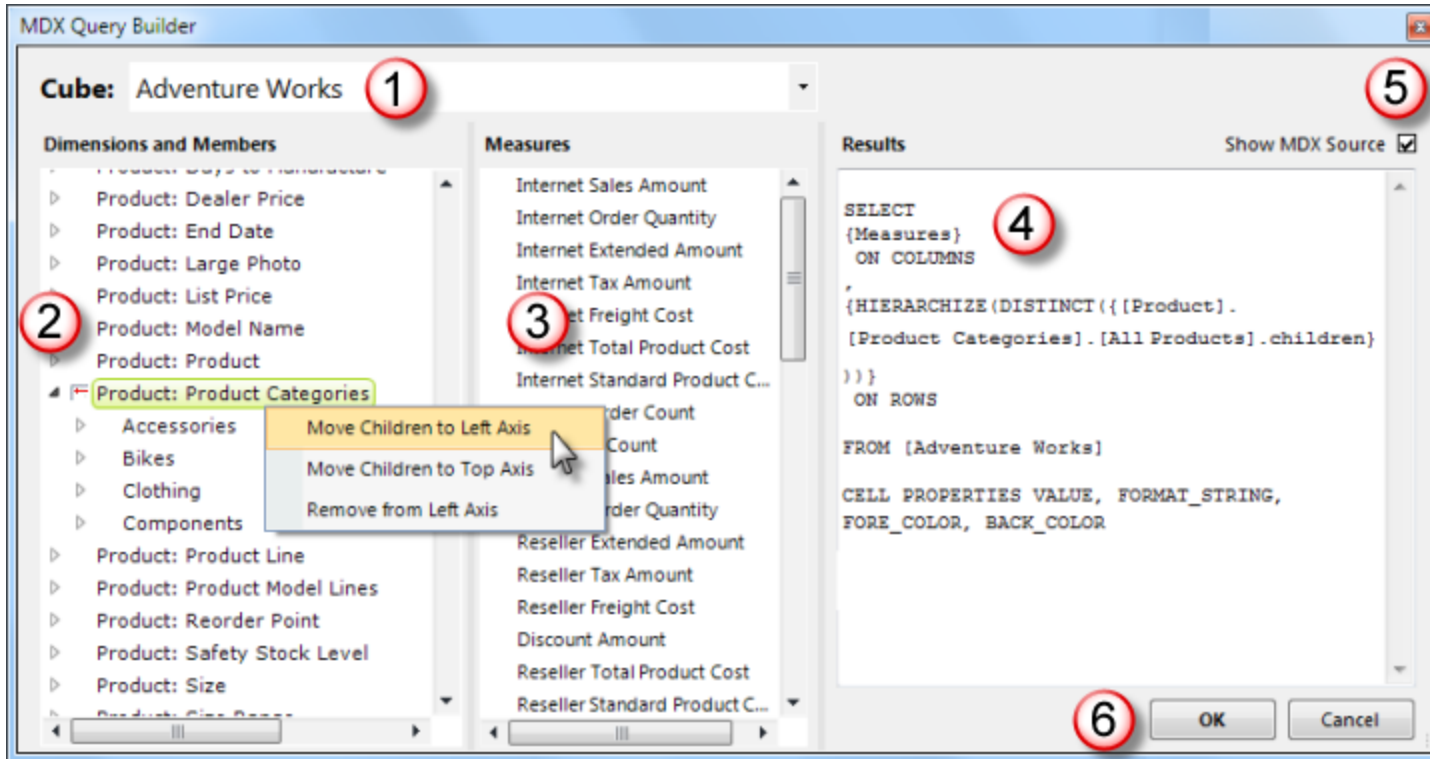 MDX Query Builder
Cube: Adventure Works
1
5
Dimensions and Members
Product: Dealer Price
Product: End Date
Product: Large Photo
2
Product: List Price
Product: Model Name
Product: Product
Product: Product Categories
Accessories
Bikes
Clothing
Components
Product: Product Line
Product: Product Model Lines
Product: Reorder Point
Product: Safety Stock Level
Product: Size
Move Children to Left Axis
Move Children to Top Axis
Remove from Left Axis
Measures
Internet Sales Amount
Internet Order Quantity
Internet Extended Amount
Internet Tax Amount
3
Freight Cost
Total Product Cost
Internet Standard Product C...
Count
Count
Amount
Quantity
Reseller Extended Amount
Reseller Tax Amount
Reseller Freight Cost
Discount Amount
Reseller Total Product Cost
Reseller Standard Product C...
Results
Show MDX Source
4
SELECT
{Measures}
ON COLUMNS
,
{HIERARCHIZE(DISTINCT({[Product].
[Product Categories].[All Products].children}
))}
ON ROWS
FROM [Adventure Works]
CELL PROPERTIES VALUE, FORMAT_STRING,
FORE_COLOR, BACK_COLOR
6
OK
Cancel